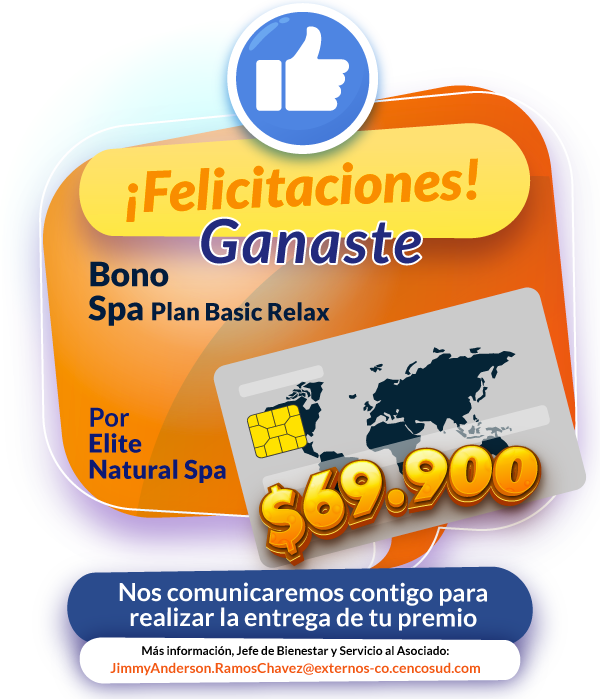 ¡Felicitaciones!
Ganaste
Bono
Spa Plan Basic Relax
Por
Elite
Natural Spa
$69.900
Nos comunicaremos contigo para
realizar la entrega de tu premio
Más información, Jefe de Bienestar y Servicio al Asociado:
JimmyAnderson.RamosChavez@externos-co.cencosud.com